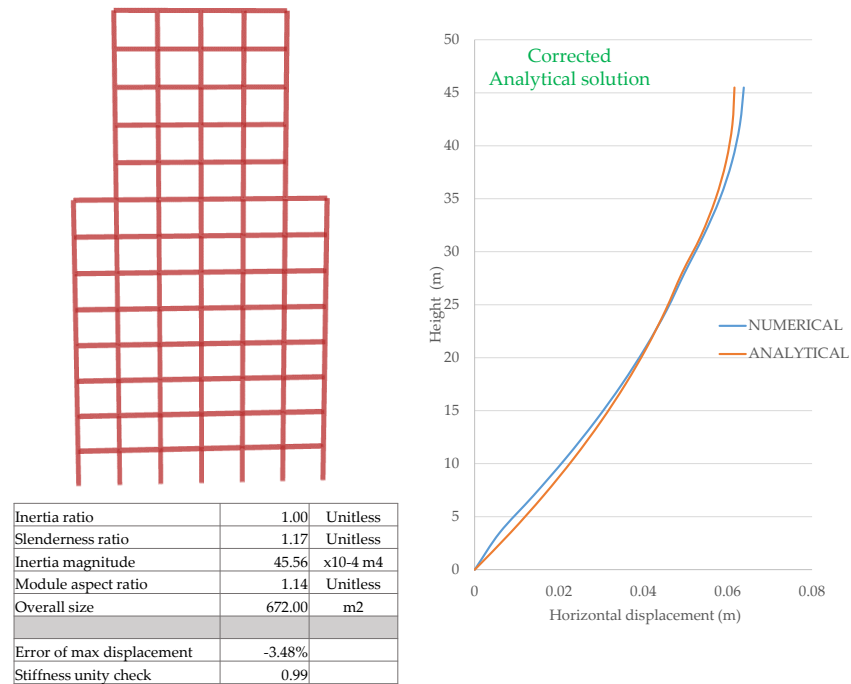 Inertia ratio 1.00 Unitless
Slenderness ratio 1.17 Unitless
Inertia magnitude 45.56 x10-4 m4
Module aspect ratio 1.14 Unitless
Overall size 672.00 m2
Error of max displacement -3.48%
Stiffness unity check 0.99
Corrected
Analytical solution
50
45
40
35
30
25
20
15
10
5
0
Height (m)
0
0.02
0.04
0.06
0.08
Horizontal displacement (m)
NUMERICAL
ANALYTICAL